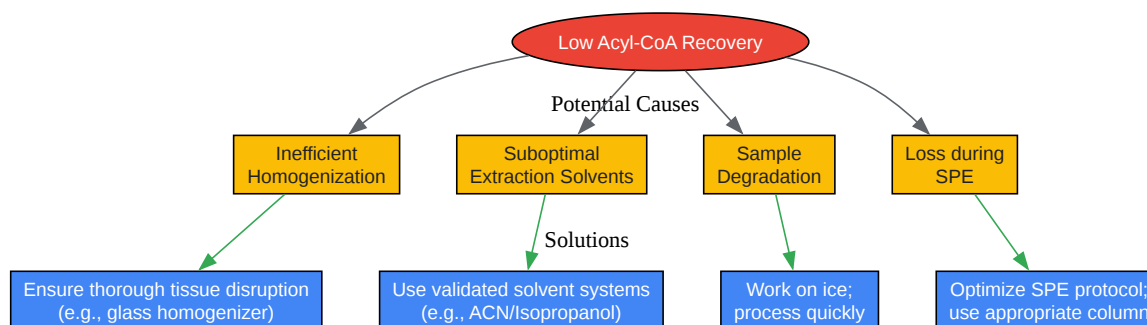 Low Acyl-CoA Recovery
Potential Causes
Inefficient
Homogenization
Suboptimal
Extraction Solvents
Sample
Degradation
Loss during
SPE
Solutions
Ensure thorough tissue disruption
(e.g., glass homogenizer)
Use validated solvent systems
(e.g., ACN/Isopropanol)
Work on ice;
process quickly
Optimize SPE protocol;
use appropriate column